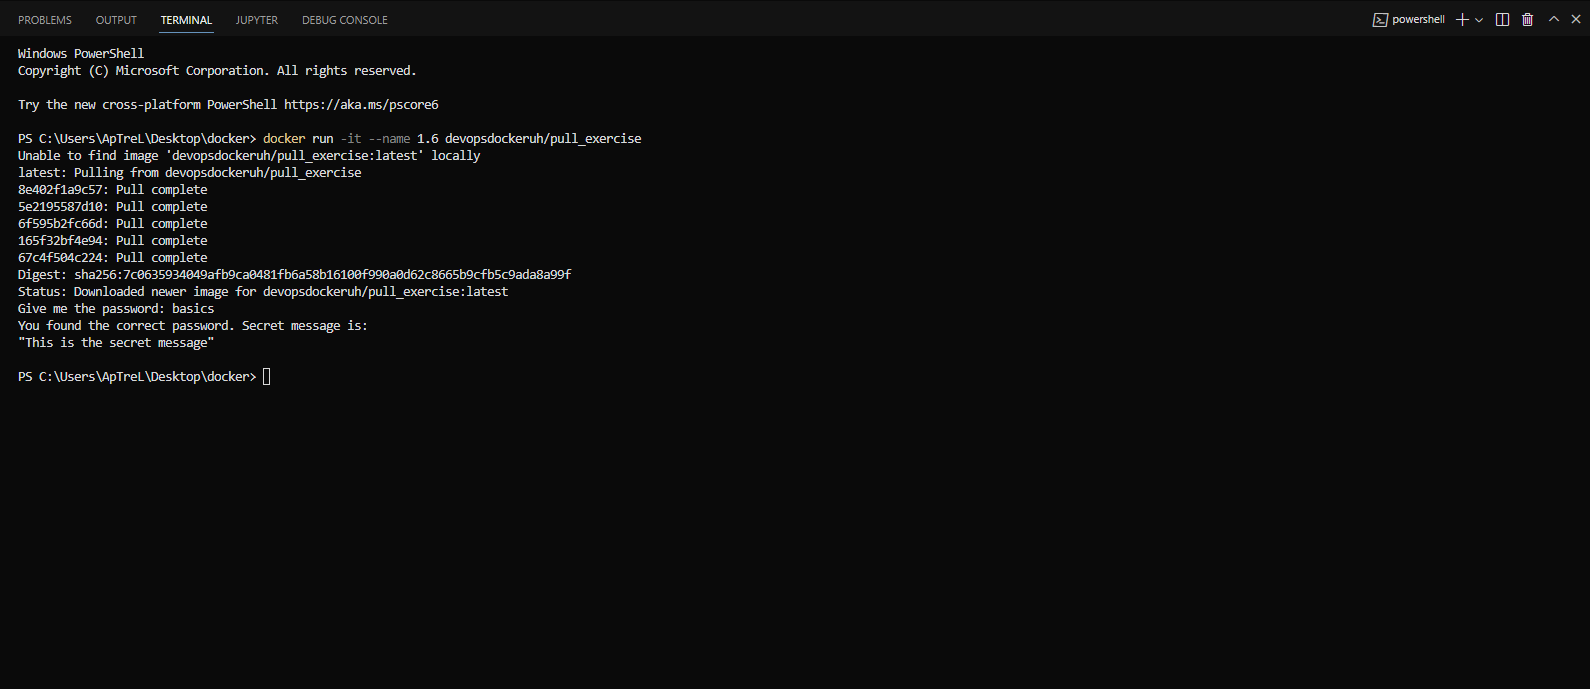 PROBLEMS OUTPUT TERMINAL JUPYTER DEBUG CONSOLE powershell
Windows PowerShell
Copyright (C) Microsoft Corporation. All rights reserved.
Try the new cross-platform PowerShell https://aka.ms/pscore6
PS C:\Users\ApTreL\Desktop\docker> docker run -it --name 1.6 devopsdockeruh/pull_exercise
Unable to find image 'devopsdockeruh/pull_exercise:latest' locally
latest: Pulling from devopsdockeruh/pull_exercise
8e402f1a9c57: Pull complete
5e2195587d10: Pull complete
6f595b2fc66d: Pull complete
165f32bf4e94: Pull complete
67c4f504c224: Pull complete
Digest: sha256:7c0635934049afb9ca0481fb6a58b16100f990a0d62c8665b9cfb5c9ada8a99f
Status: Downloaded newer image for devopsdockeruh/pull_exercise:latest
Give me the password: basics
You found the correct password. Secret message is:
"This is the secret message"
PS C:\Users\ApTreL\Desktop\docker>